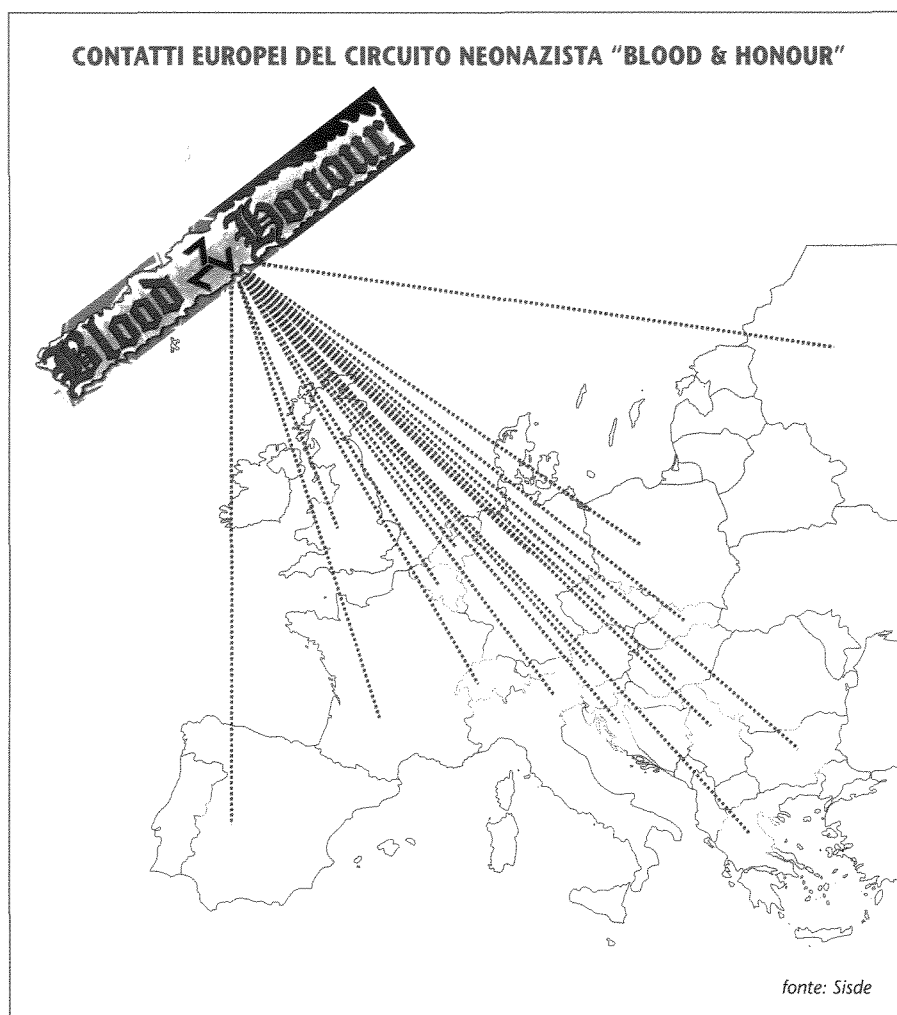 CONTATTI EUROPEI DEL CIRCUITO NEONAZISTA “BLOOD & HONOUR”
Blood Honour
fonte: Sisde